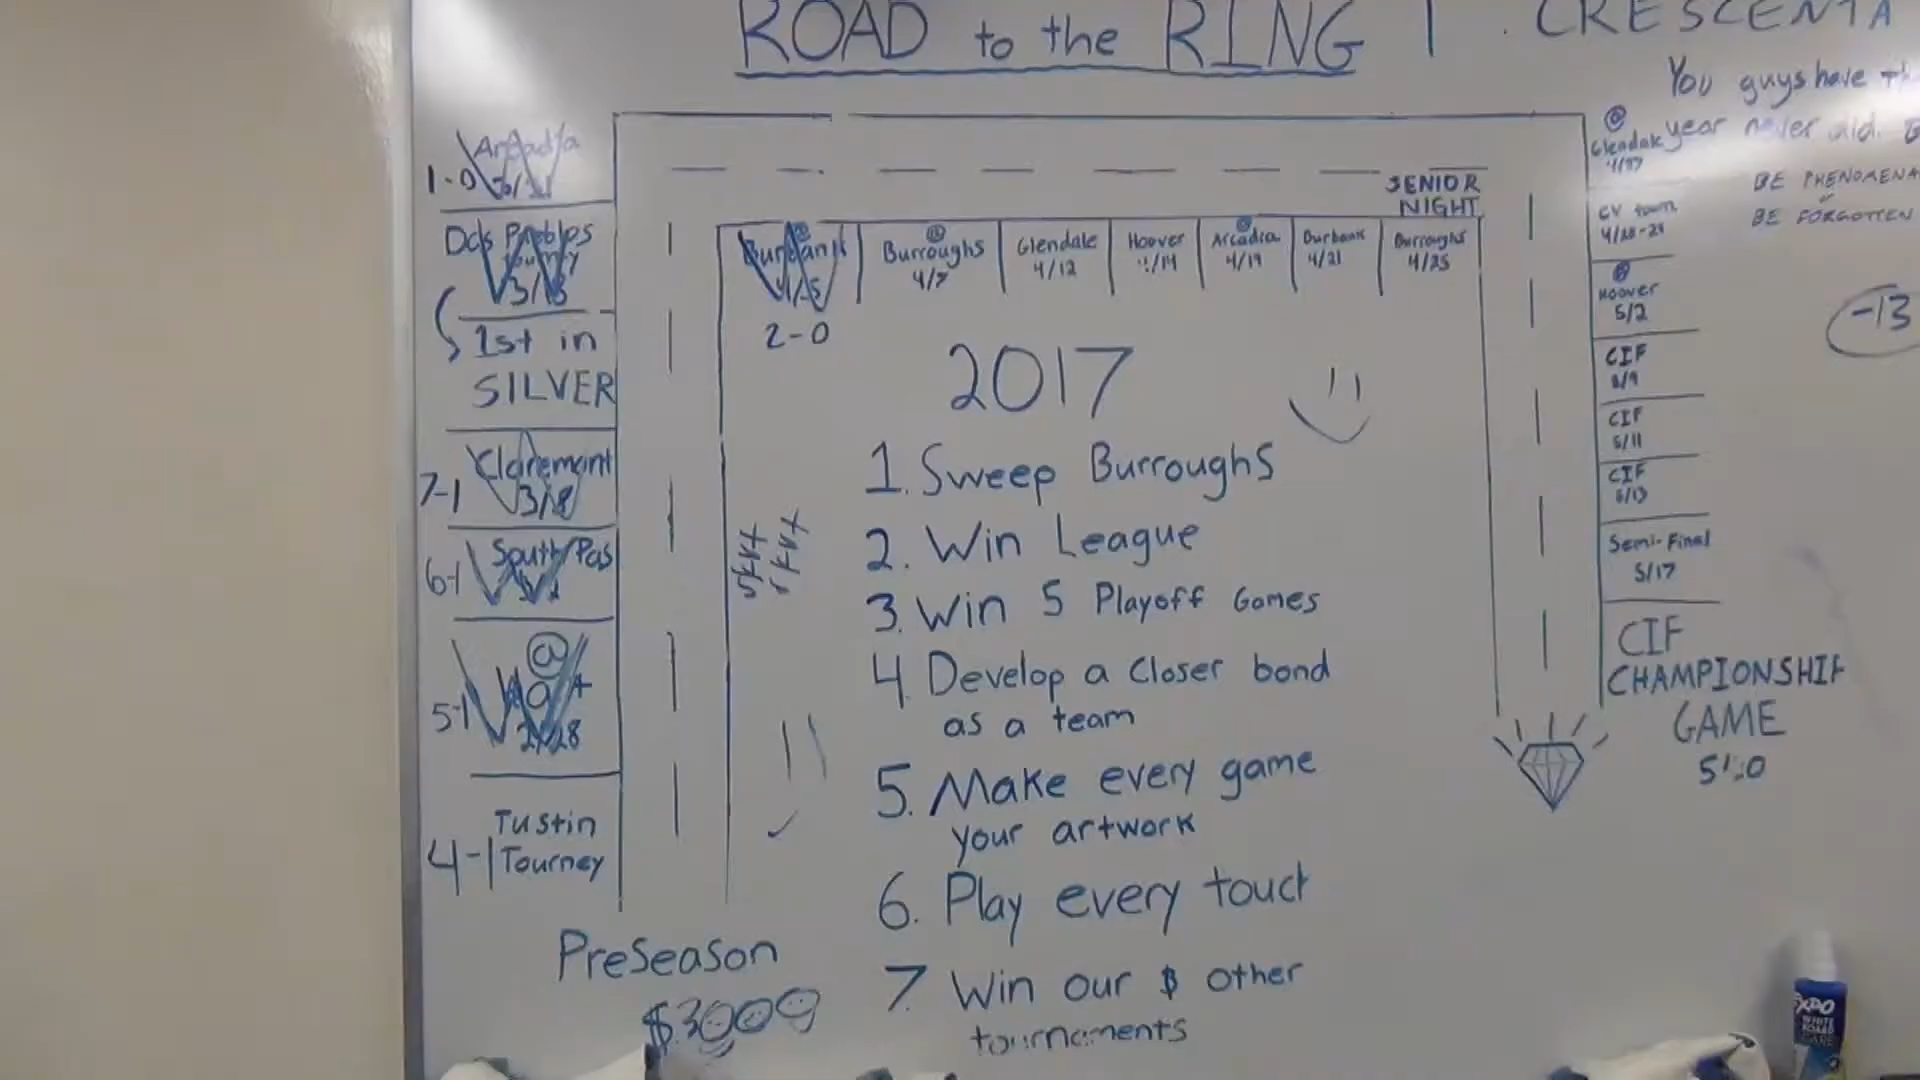 ROAD to the RING
CRESCENTA
You guys have
year never did.
BE PHENOMENA
BE FORGOTTEN
-13
1-0 Arcadia
Dos Pueblos
3/18
1st in
SILVER
7-1 Claremont
3/8
6-1 South Pas
5-1 @
2/28
4-1 Tustin
Tourney
Preseason
$3000
SENIOR
NIGHT
@
Burbank
2-0
@
Burroughs
4/7
Glendale
4/12
Hoover
4/14
@
Arcadia
4/19
Burbank
4/21
Burroughs
4/25
@
Glendale
4/27
CV tourn
4/28-29
@
Hoover
5/2
CIF
5/9
CIF
5/11
CIF
5/13
Semi-Final
5/17
CIF
CHAMPIONSHIP
GAME
5/20
2017
1. Sweep Burroughs
2. Win League
3. Win 5 Playoff Games
4. Develop a closer bond
as a team
5. Make every game
your artwork
6. Play every touch
7. Win our $ other
tournaments
EXPO
WHITE
BOARD
CARE